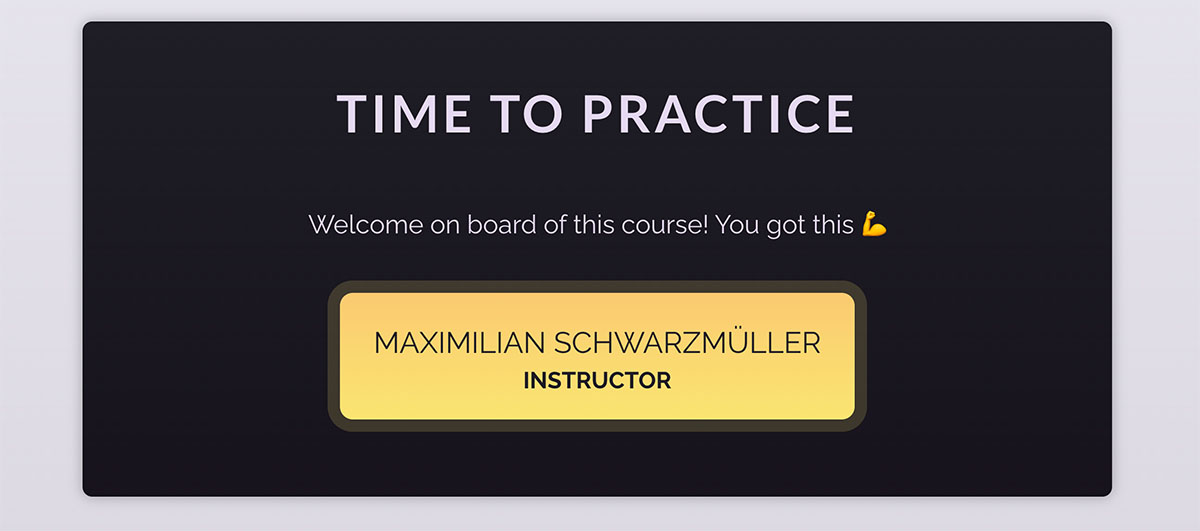 TIME TO PRACTICE
Welcome on board of this course! You got this 💪
MAXIMILIAN SCHWARZMÜLLER
INSTRUCTOR